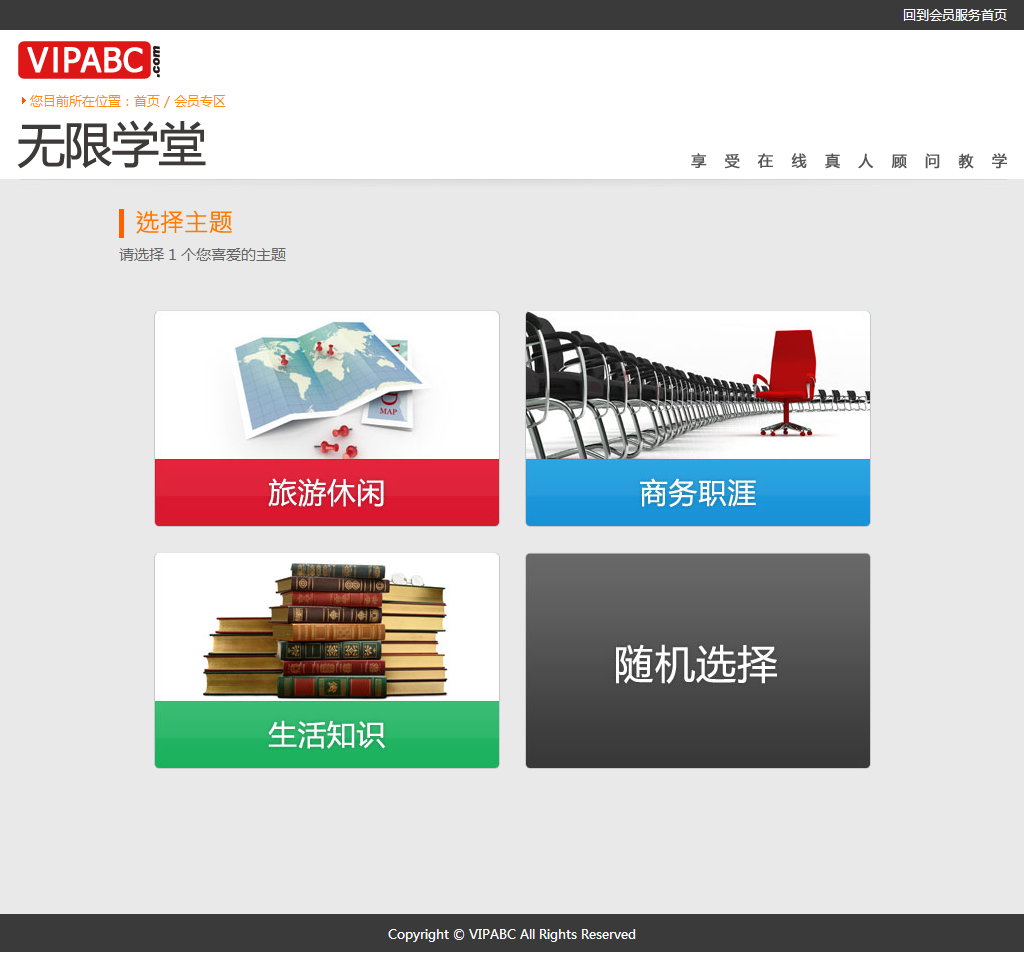 回到会员服务首页
VIPABC.com
您目前所在位置：首页 / 会员专区
无限学堂
享受在线真人顾问教学
选择主题
请选择 1 个您喜爱的主题
MAP
旅游休闲
商务职涯
生活知识
随机选择
Copyright © VIPABC All Rights Reserved